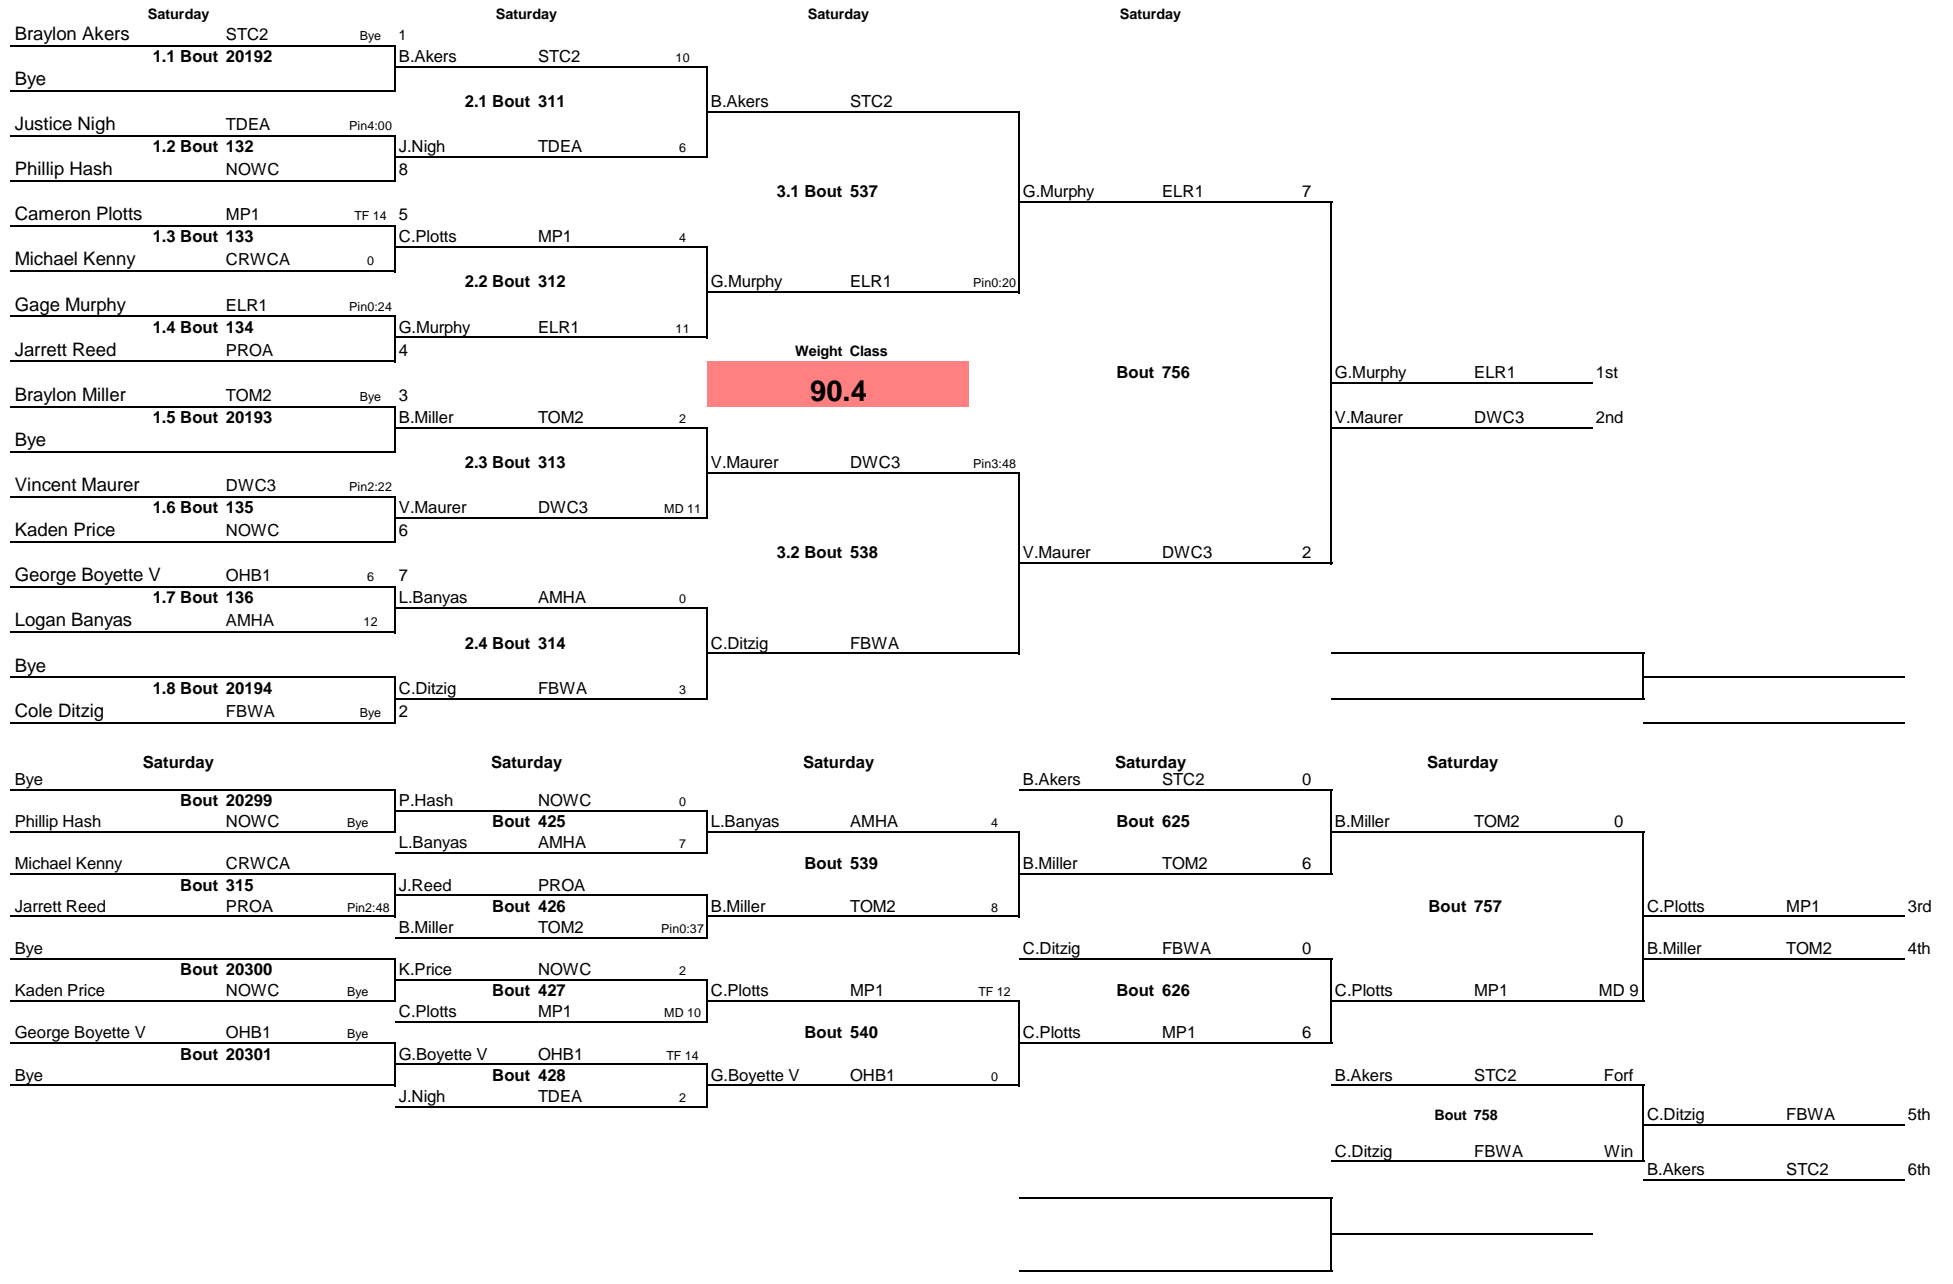 Saturday Saturday Saturday Saturday
Braylon Akers STC2 Bye 1
1.1 Bout 20192 B.Akers STC2 10
Bye
2.1 Bout 311 B.Akers STC2
Justice Nigh TDEA Pin4:00
1.2 Bout 132 J.Nigh TDEA 6
Phillip Hash NOWC 8
3.1 Bout 537 G.Murphy ELR1 7
Cameron Plotts MP1 TF 14 5
1.3 Bout 133 C.Plotts MP1 4
Michael Kenny CRWCA 0
2.2 Bout 312 G.Murphy ELR1 Pin0:20
Gage Murphy ELR1 Pin0:24
1.4 Bout 134 G.Murphy ELR1 11
Jarrett Reed PROA 4 Weight Class
Bout 756 G.Murphy ELR1 1st
Braylon Miller TOM2 Bye 3 90.4
1.5 Bout 20193 B.Miller TOM2 2 V.Maurer DWC3 2nd
Bye
2.3 Bout 313 V.Maurer DWC3 Pin3:48
Vincent Maurer DWC3 Pin2:22
1.6 Bout 135 V.Maurer DWC3 MD 11
Kaden Price NOWC 6
3.2 Bout 538 V.Maurer DWC3 2
George Boyette V OHB1 6 7
1.7 Bout 136 L.Banyas AMHA 0
Logan Banyas AMHA 12
2.4 Bout 314 C.Ditzig FBWA
Bye
1.8 Bout 20194 C.Ditzig FBWA 3
Cole Ditzig FBWA Bye 2
Saturday Saturday Saturday Saturday Saturday
Bye B.Akers STC2 0
Bout 20299 P.Hash NOWC 0
Phillip Hash NOWC Bye Bout 425 L.Banyas AMHA 4 Bout 625 B.Miller TOM2 0
L.Banyas AMHA 7
Michael Kenny CRWCA Bout 539 B.Miller TOM2 6
Bout 315 J.Reed PROA
Jarrett Reed PROA Pin2:48 Bout 426 B.Miller TOM2 8 Bout 757 C.Plotts MP1 3rd
B.Miller TOM2 Pin0:37
Bye C.Ditzig FBWA 0 B.Miller TOM2 4th
Bout 20300 K.Price NOWC 2
Kaden Price NOWC Bye Bout 427 C.Plotts MP1 TF 12 Bout 626 C.Plotts MP1 MD 9
C.Plotts MP1 MD 10
George Boyette V OHB1 Bye Bout 540 C.Plotts MP1 6
Bout 20301 G.Boyette V OHB1 TF 14
Bye Bout 428 G.Boyette V OHB1 0 B.Akers STC2 Forf
J.Nigh TDEA 2
Bout 758 C.Ditzig FBWA 5th
C.Ditzig FBWA Win
B.Akers STC2 6th